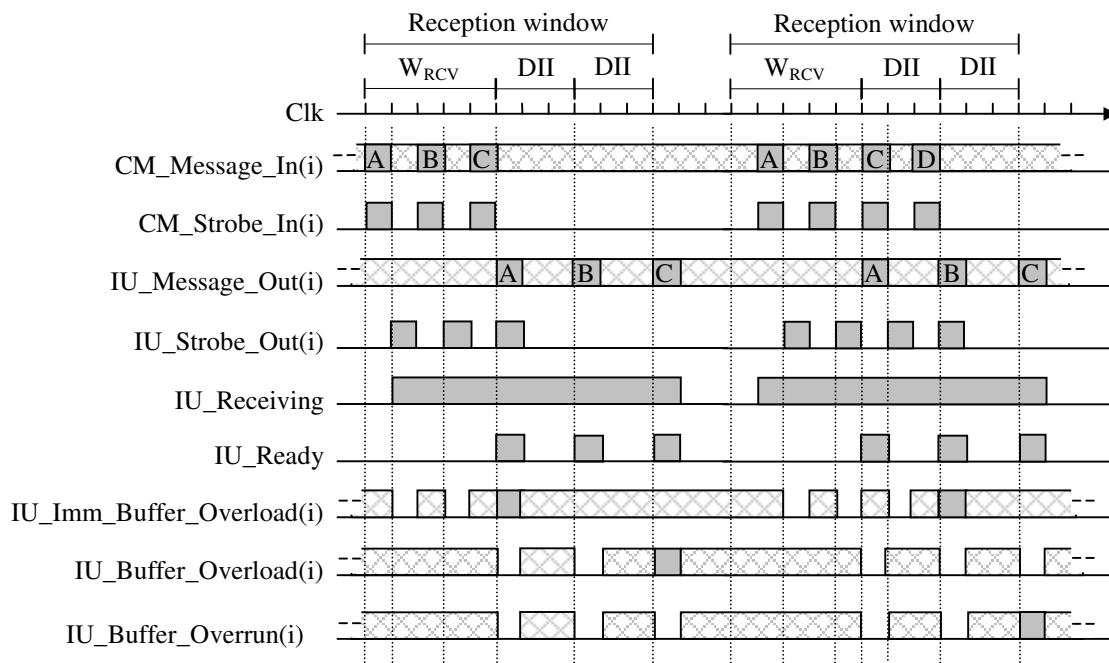 Reception window Reception window
W_RCV DII DII W_RCV DII DII
Clk
CM_Message_In(i) A B C A B C D
CM_Strobe_In(i)
IU_Message_Out(i) A B C A B C
IU_Strobe_Out(i)
IU_Receiving
IU_Ready
IU_Imm_Buffer_Overload(i)
IU_Buffer_Overload(i)
IU_Buffer_Overrun(i)